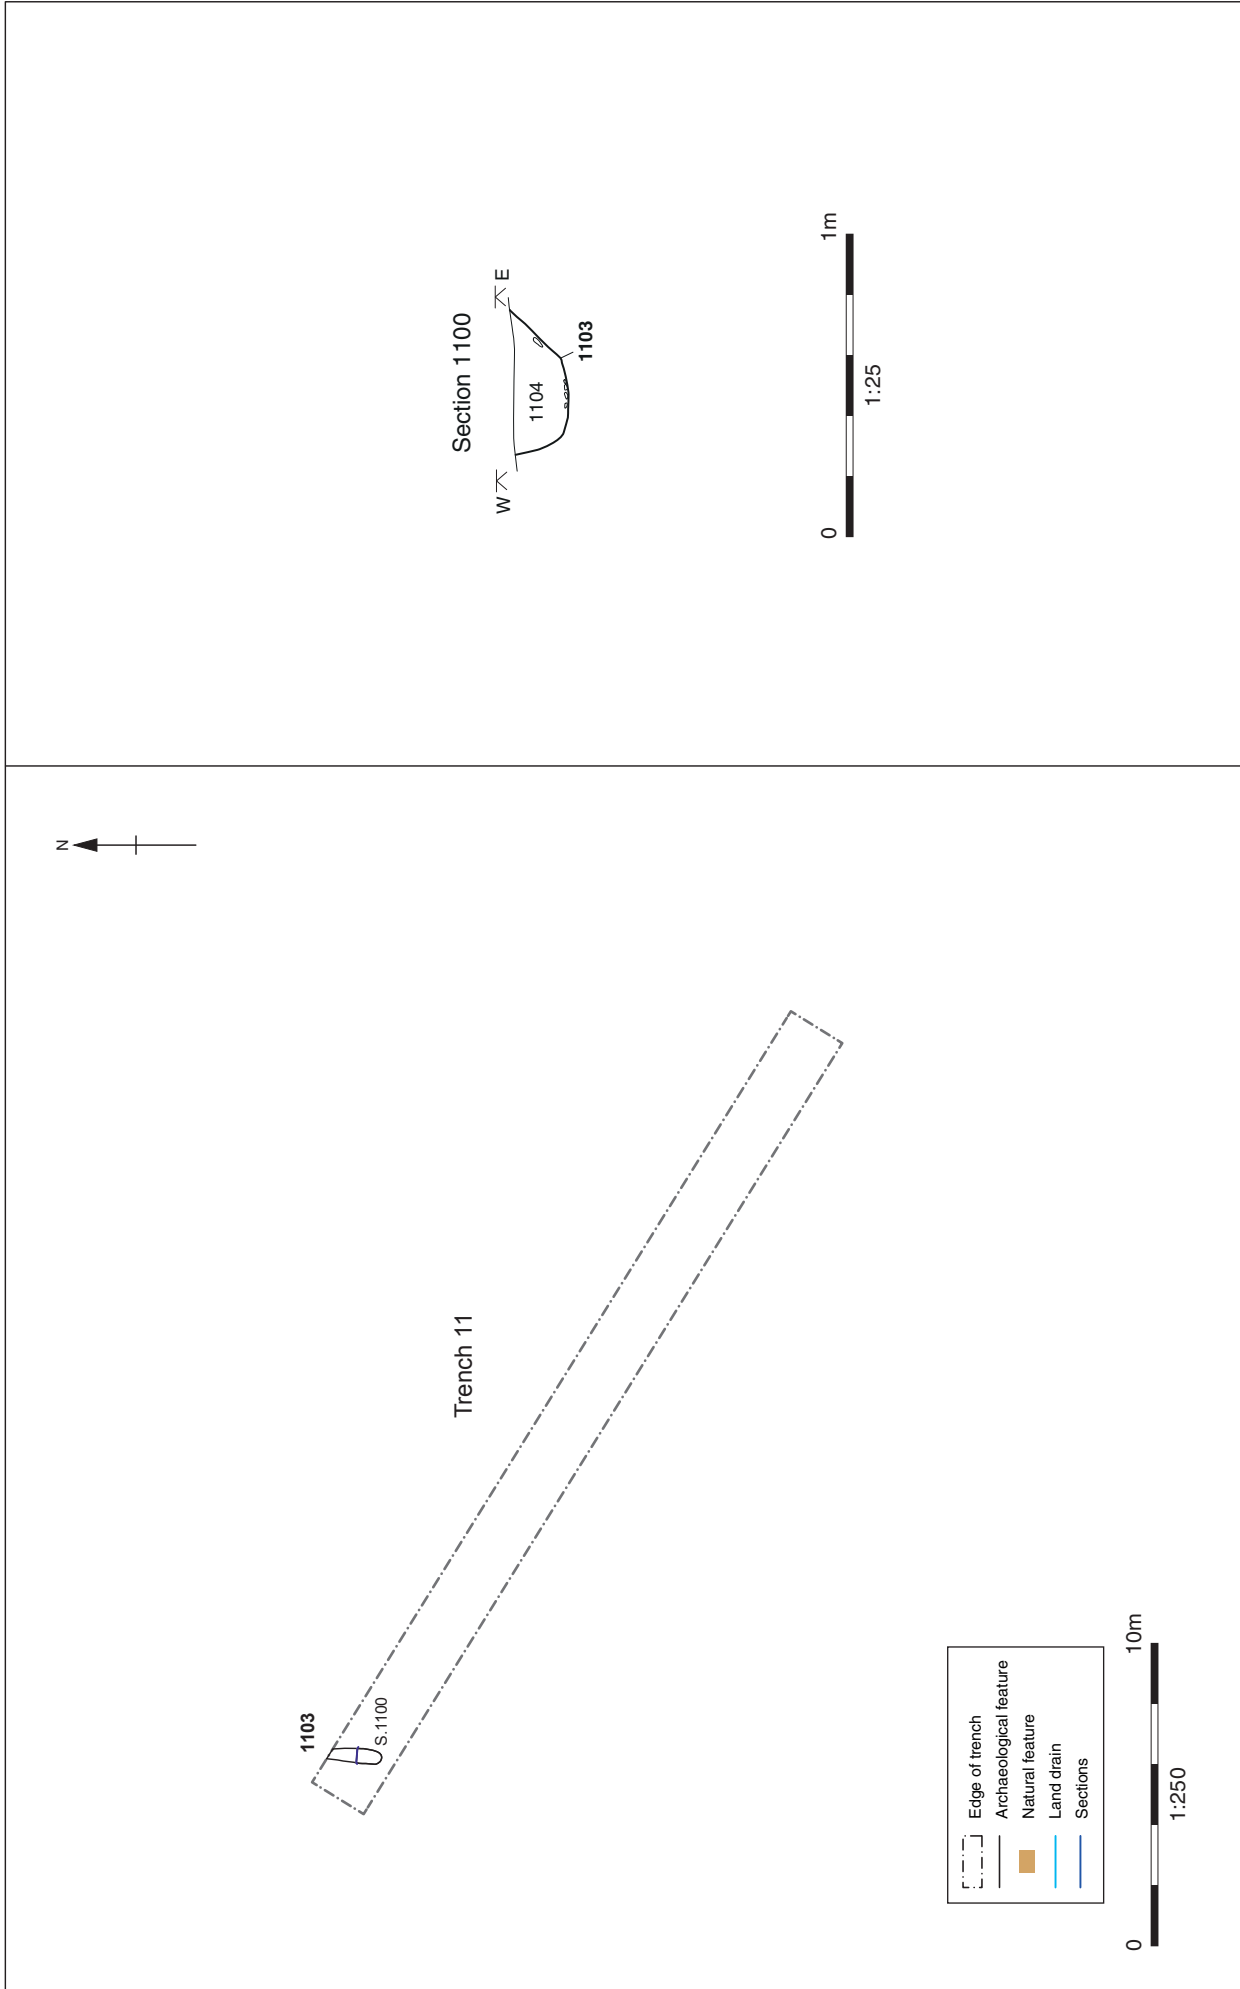 N
Trench 11
1103
S.1100
Edge of trench
Archaeological feature
Natural feature
Land drain
Sections
0
10m
1:250
Section 1100
W
E
1104
1103
0
1m
1:25